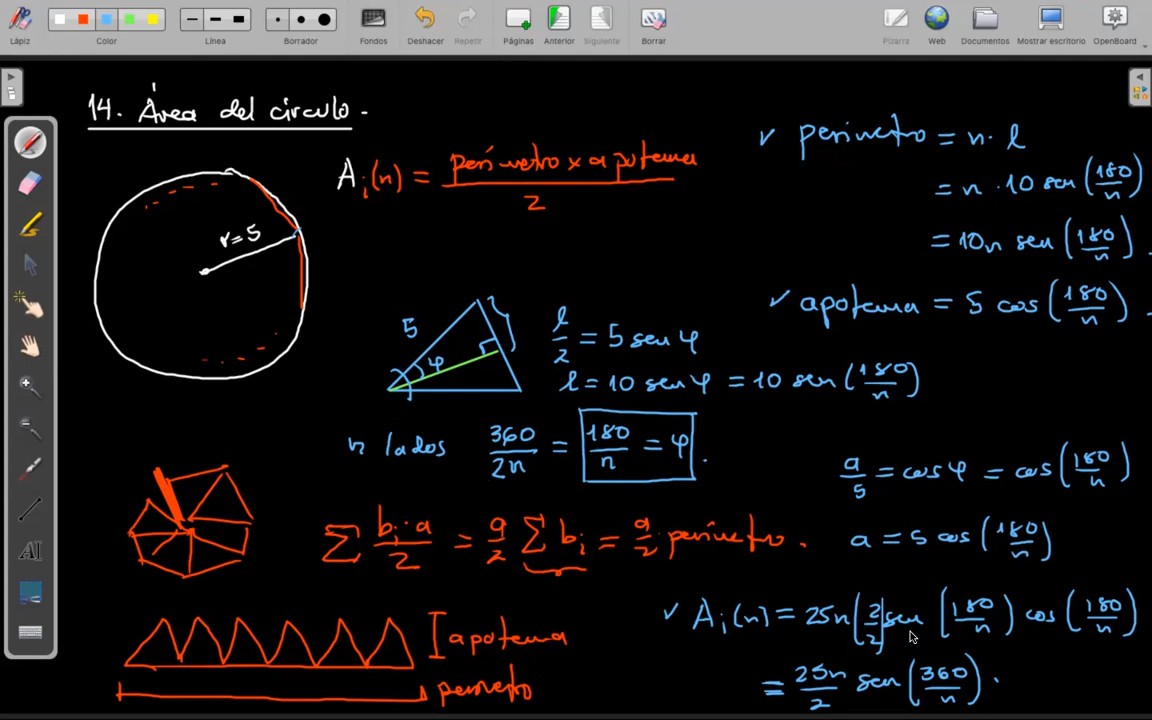 Lápiz
Color
Línea
Borrador
Fondos
Deshacer
Repetir
Páginas
Anterior
Siguiente
Borrar
Pizarra
Web
Documentos
Mostrar escritorio
OpenBoard
14. Área del circulo.
r=5
A_i(n) = perímetro x apotema / 2
✓ perimetro = n · l
= n · 10 sen (180/n)
= 10n sen (180/n).
✓ apotema = 5 cos (180/n).
5
φ
l/2 = 5 sen φ
l = 10 sen φ = 10 sen (180/n)
n lados 360/2n = 180/n = φ.
a/5 = cos φ = cos (180/n)
a = 5 cos (180/n)
∑ b_i · a / 2 = a/2 ∑ b_i = a/2 perímetro.
apotema
perímetro
✓ A_i(n) = 25n (2/2) sen (180/n) cos (180/n)
= 25n/2 sen (360/n).
AI